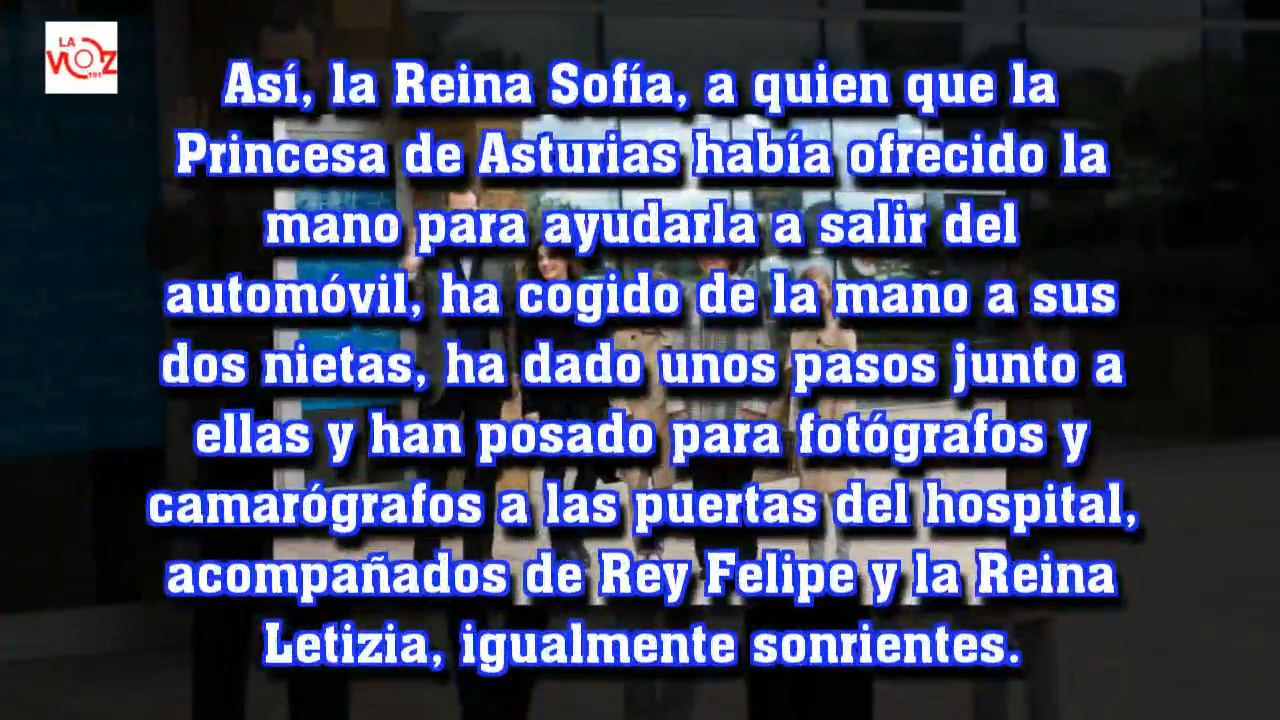 LA
VOZ
Así, la Reina Sofía, a quien que la
Princesa de Asturias había ofrecido la
mano para ayudarla a salir del
automóvil, ha cogido de la mano a sus
dos nietas, ha dado unos pasos junto a
ellas y han posado para fotógrafos y
camarógrafos a las puertas del hospital,
acompañados de Rey Felipe y la Reina
Letizia, igualmente sonrientes.